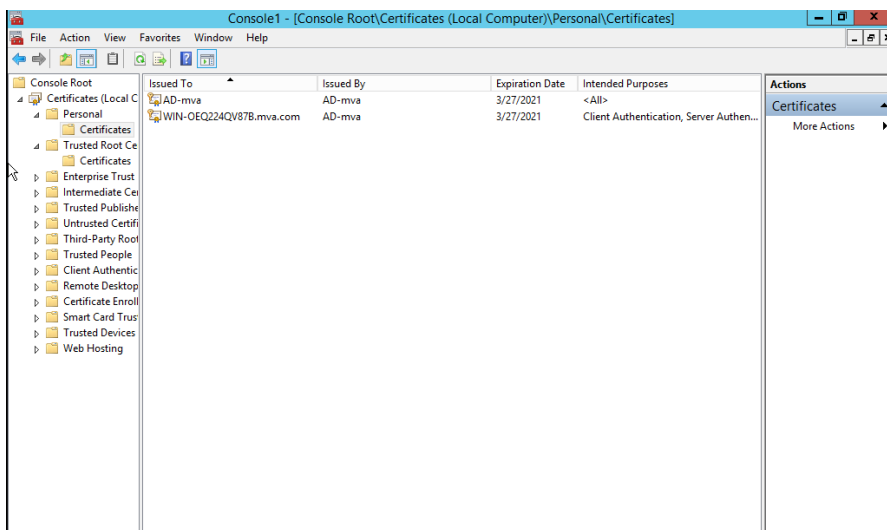 Console1 - [Console Root\Certificates (Local Computer)\Personal\Certificates]
File Action View Favorites Window Help
Console Root
Certificates (Local C
Personal
Certificates
Trusted Root Ce
Certificates
Enterprise Trust
Intermediate Cer
Trusted Publishe
Untrusted Certifi
Third-Party Root
Trusted People
Client Authentic
Remote Desktop
Certificate Enroll
Smart Card Trus
Trusted Devices
Web Hosting
Issued To Issued By Expiration Date Intended Purposes
AD-mva AD-mva 3/27/2021 <All>
WIN-OEQ224QV87B.mva.com AD-mva 3/27/2021 Client Authentication, Server Authen...
Actions
Certificates
More Actions